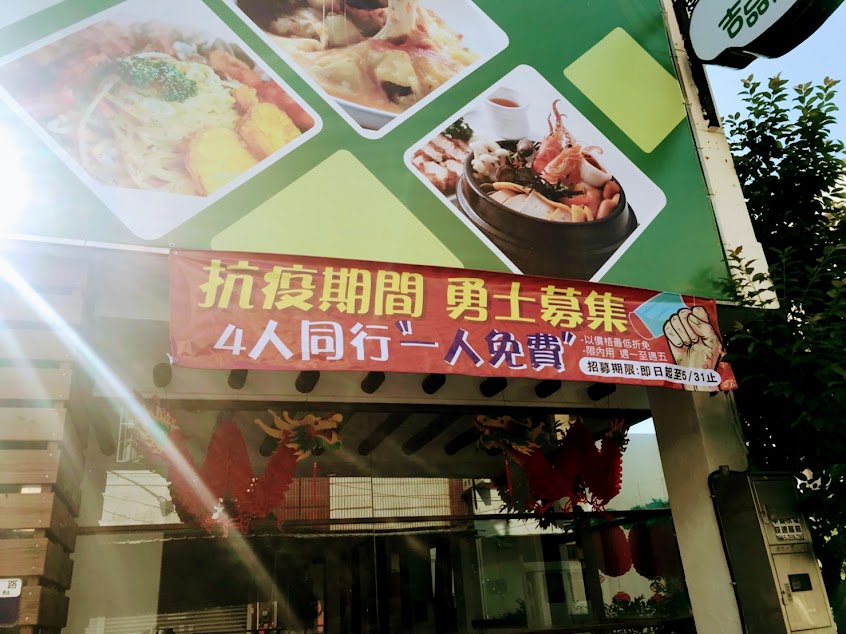 抗疫期間 勇士募集
4人同行"一人免費"
-以價格最低折免
-限內用 週一至週五
招募期限:即日起至5/31止
路